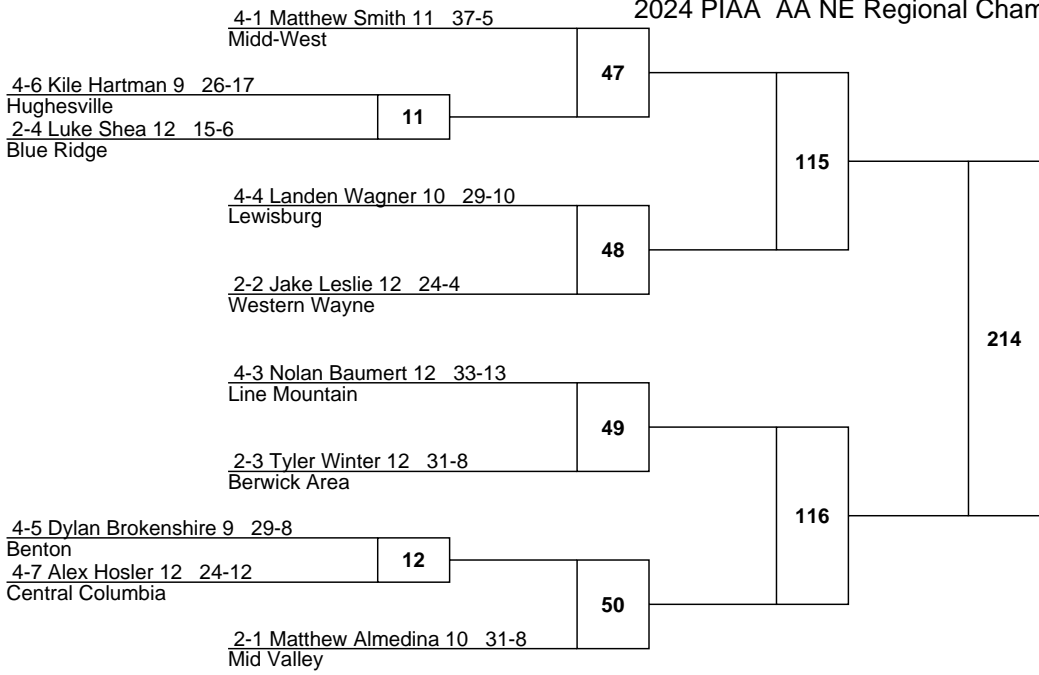 2024 PIAA  AA NE Regional Cham
4-1 Matthew Smith 11   37-5
Midd-West
47
4-6 Kile Hartman 9   26-17
Hughesville
11
2-4 Luke Shea 12   15-6
Blue Ridge
115
4-4 Landen Wagner 10   29-10
Lewisburg
48
2-2 Jake Leslie 12   24-4
Western Wayne
214
4-3 Nolan Baumert 12   33-13
Line Mountain
49
2-3 Tyler Winter 12   31-8
Berwick Area
116
4-5 Dylan Brokenshire 9   29-8
Benton
12
4-7 Alex Hosler 12   24-12
Central Columbia
50
2-1 Matthew Almedina 10   31-8
Mid Valley